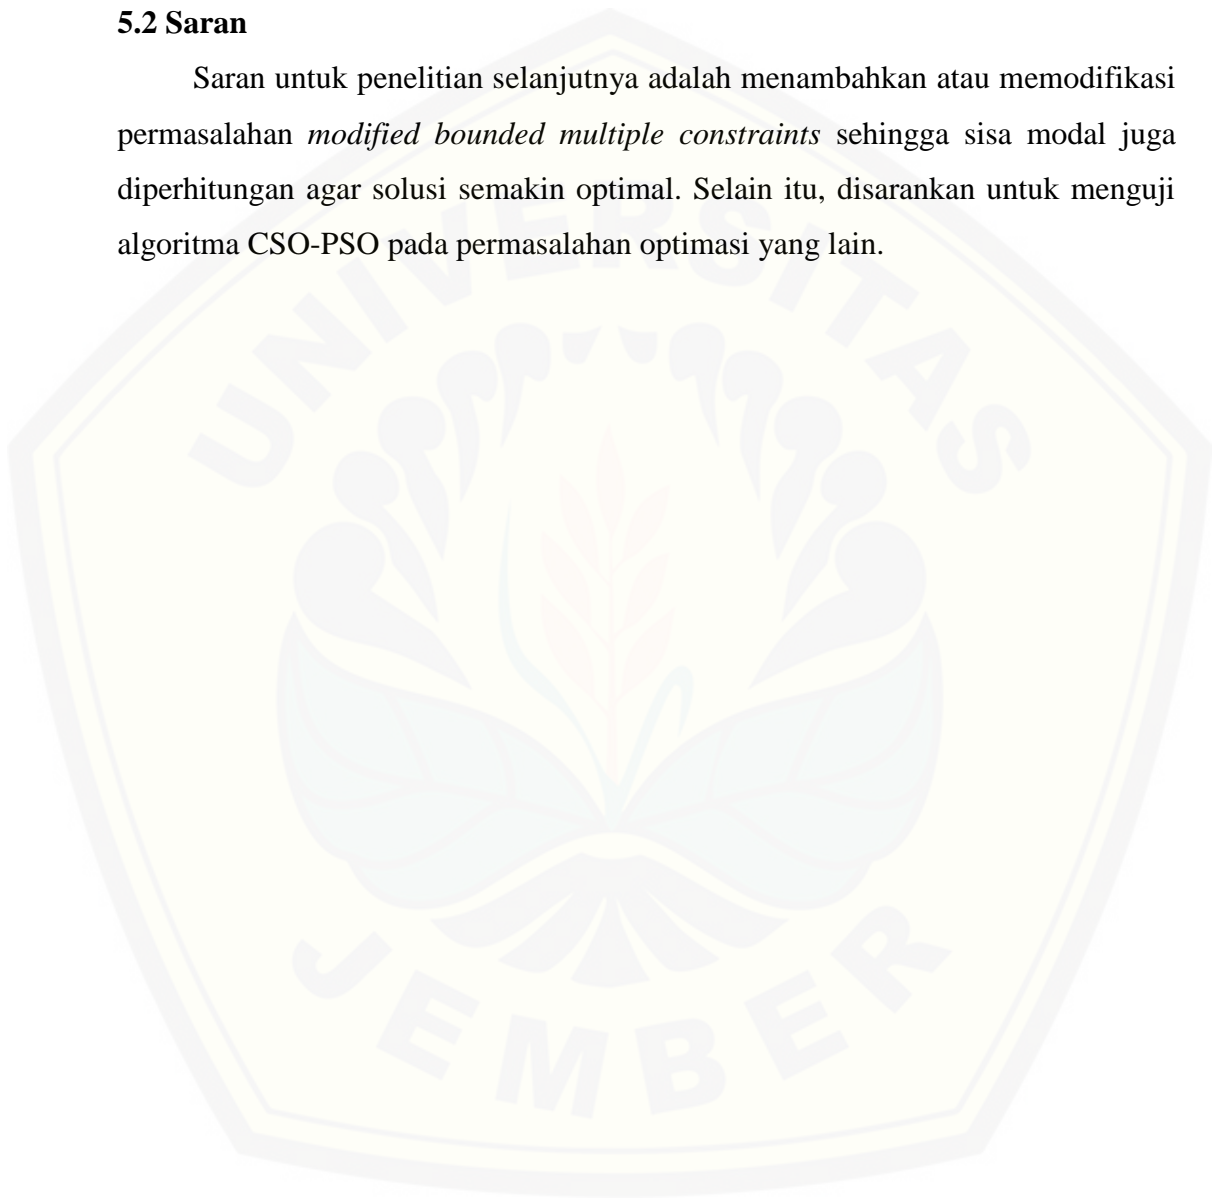 5.2 Saran
Saran untuk penelitian selanjutnya adalah menambahkan atau memodifikasi
permasalahan modified bounded multiple constraints sehingga sisa modal juga
diperhitungan agar solusi semakin optimal. Selain itu, disarankan untuk menguji
algoritma CSO-PSO pada permasalahan optimasi yang lain.
UNIVERSITAS
JEMBER